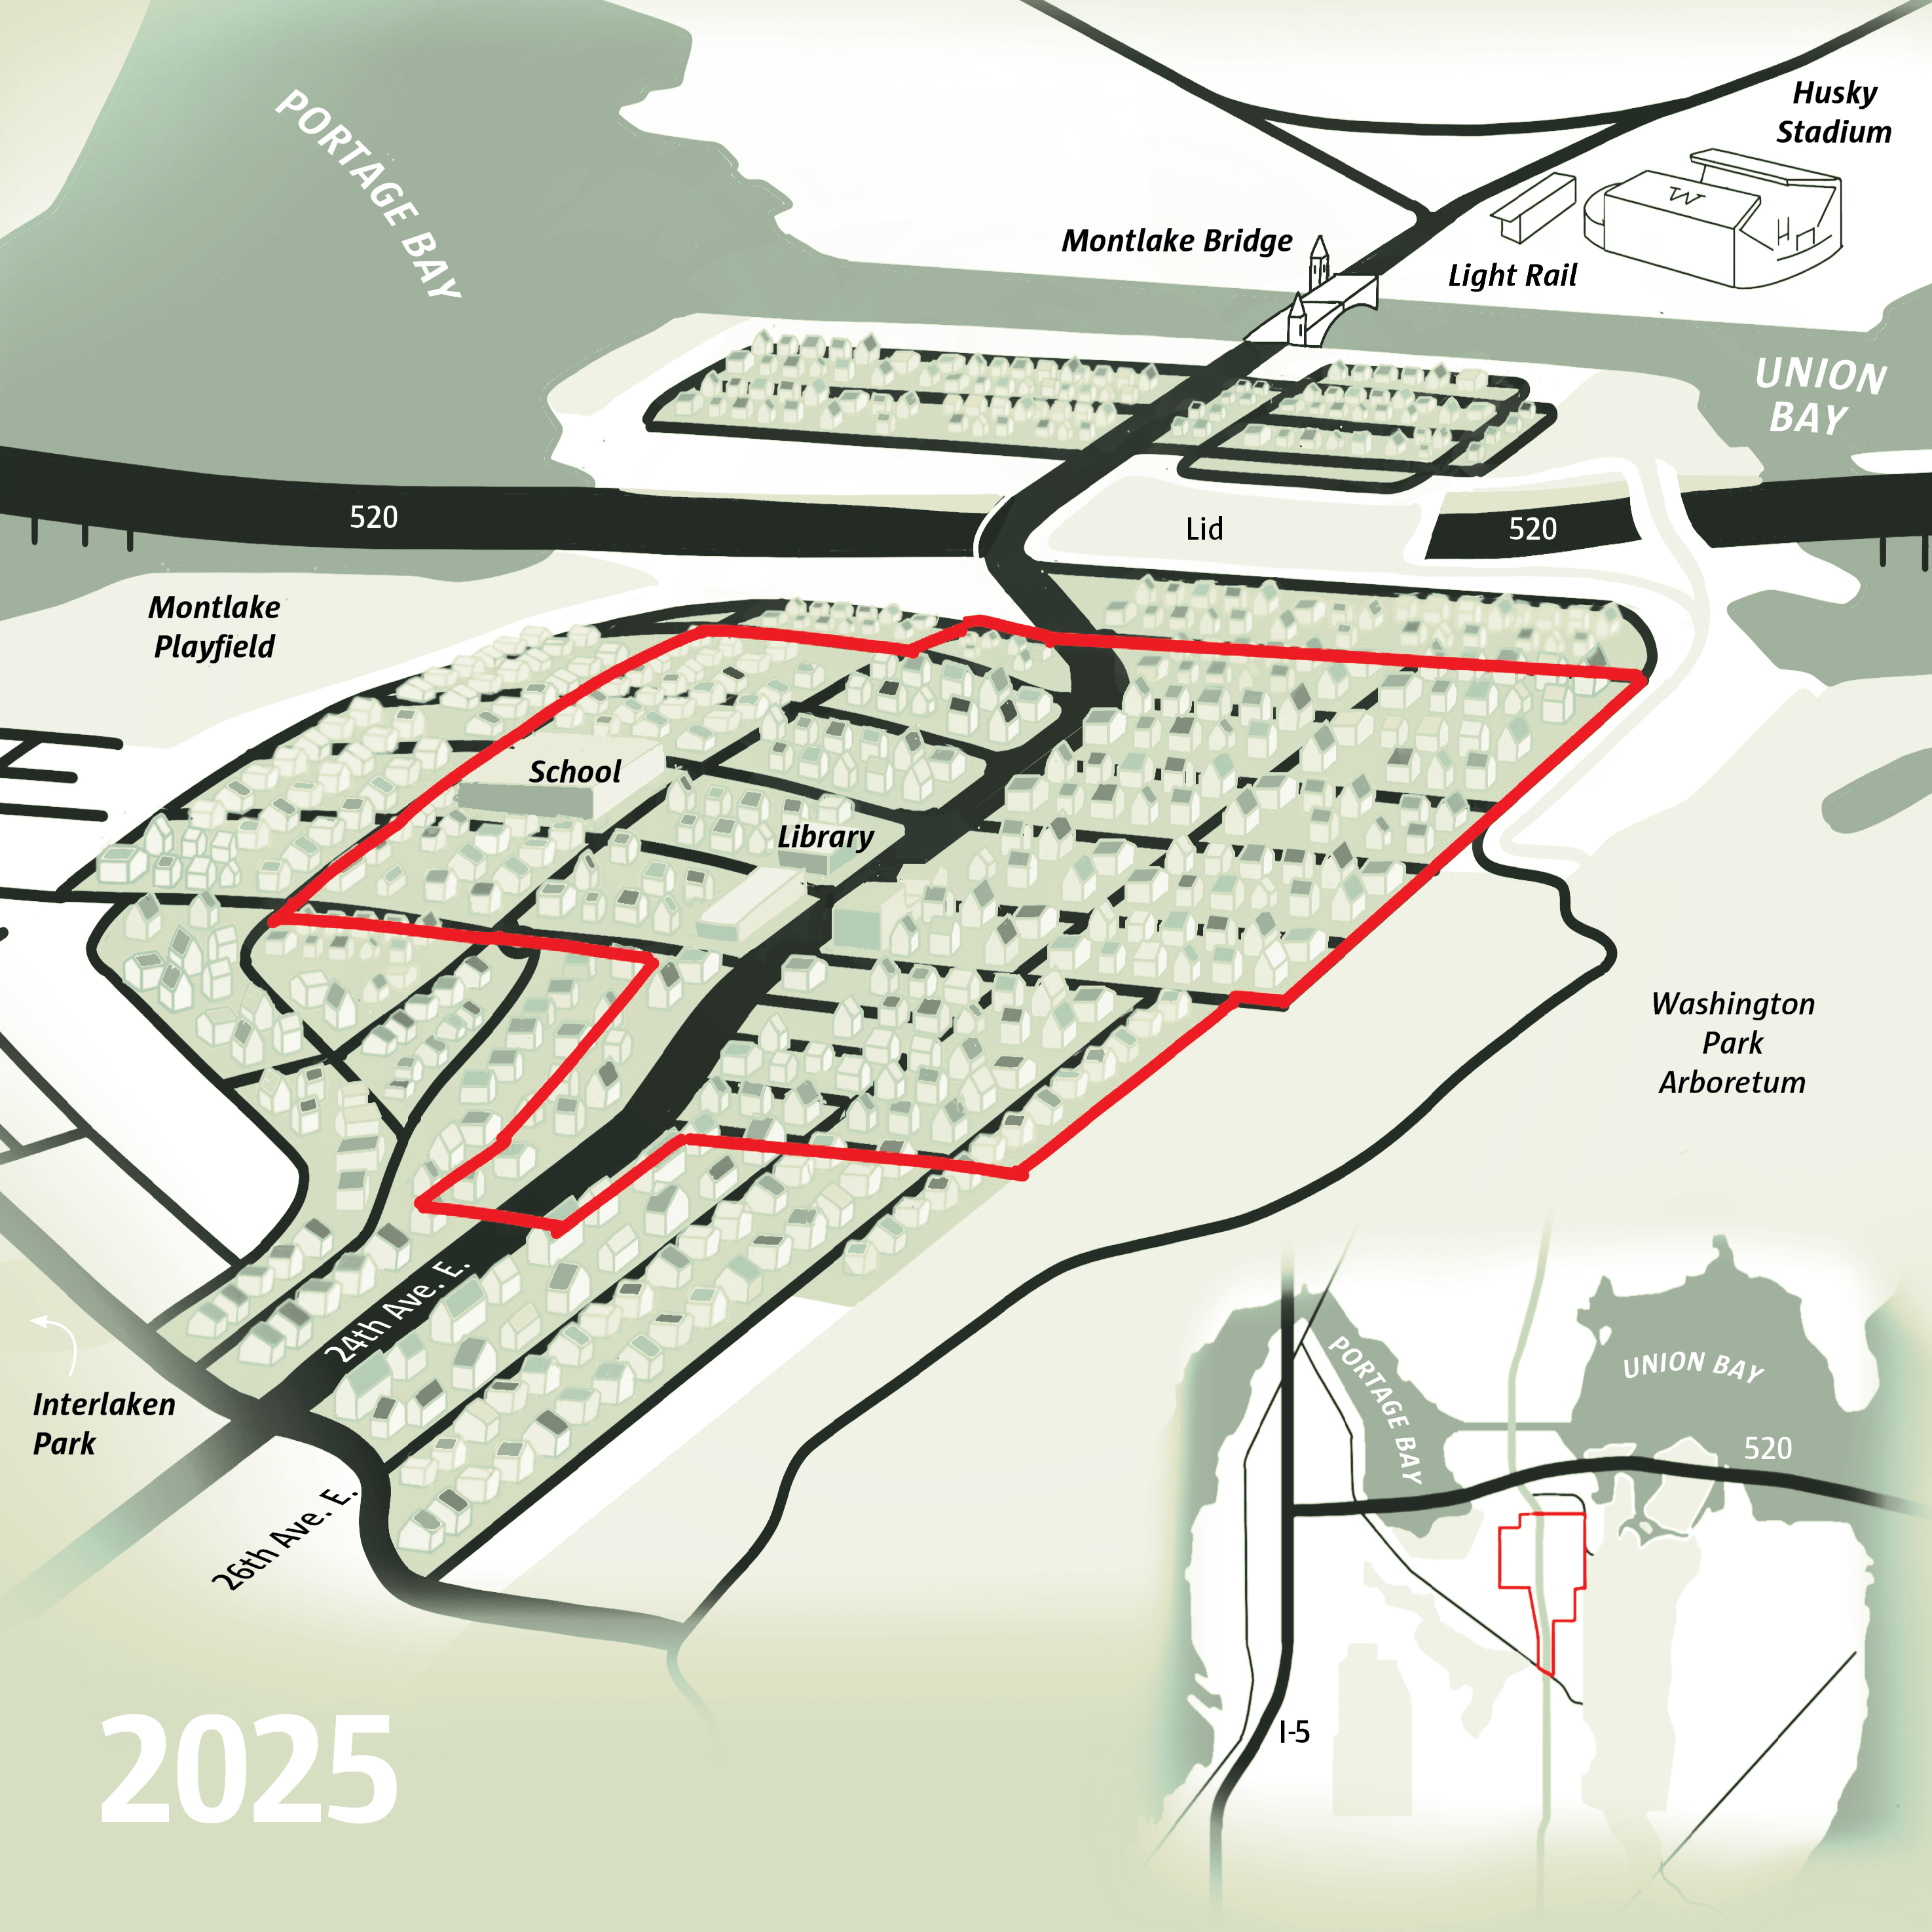 Husky
Stadium
PORTAGE BAY
Montlake Bridge
Light Rail
W
H
UNION
BAY
520
Lid
520
Montlake
Playfield
School
Library
Washington
Park
Arboretum
24th Ave. E.
Interlaken
Park
26th Ave. E.
PORTAGE BAY
UNION BAY
520
I-5
2025